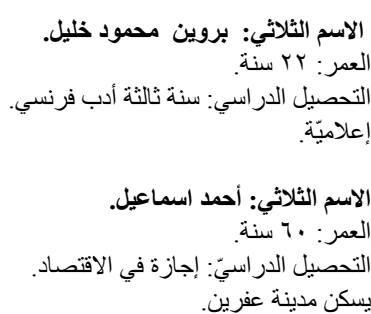 الاسم الثلاثي: بروين محمود خليل.
العمر: ٢٢ سنة.
التحصيل الدراسي: سنة ثالثة أدب فرنسي.
إعلاميّة.
الاسم الثلاثي: أحمد اسماعيل.
العمر: ٦٠ سنة.
التحصيل الدراسيّ: إجازة في الاقتصاد.
يسكن مدينة عفرين.